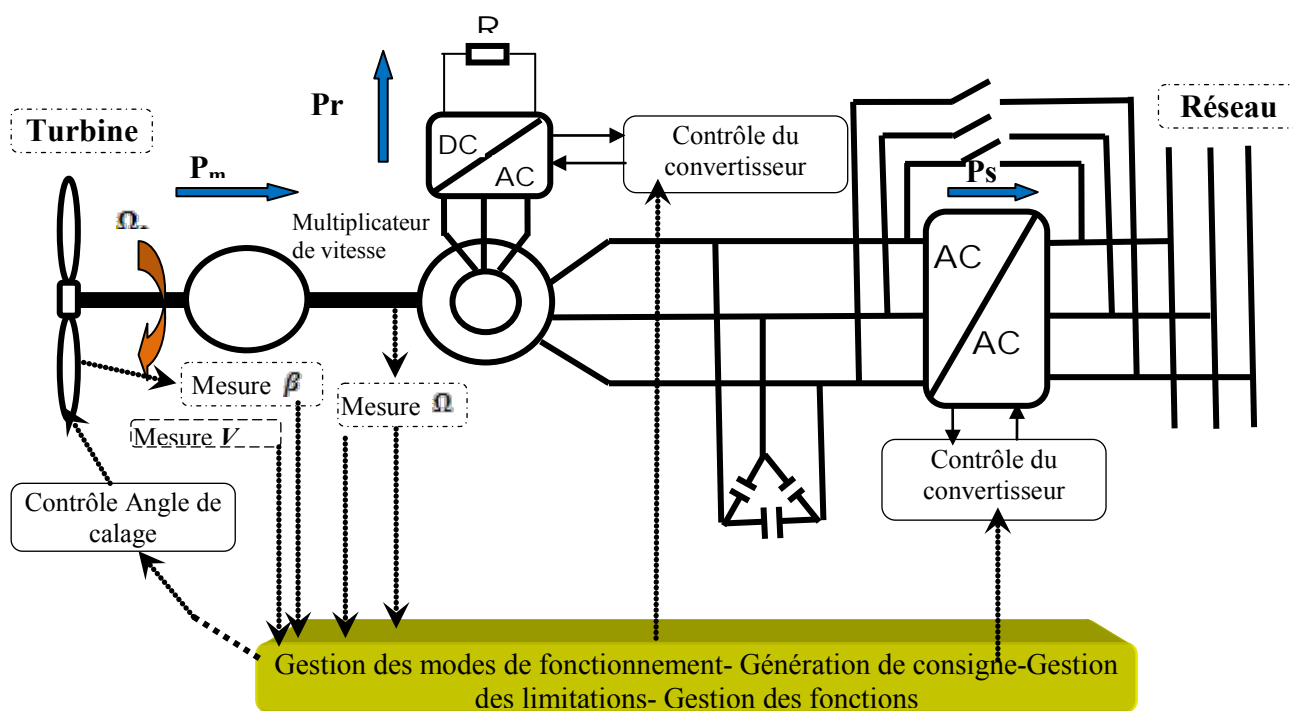 R
Pr
Turbine
Réseau
DC
AC
Contrôle du
convertisseur
Pm
Ps
Ω
Multiplicateur
de vitesse
AC
AC
Mesure β
Mesure Ω
Mesure V
Contrôle du
convertisseur
Contrôle Angle de
calage
Gestion des modes de fonctionnement- Génération de consigne-Gestion
des limitations- Gestion des fonctions